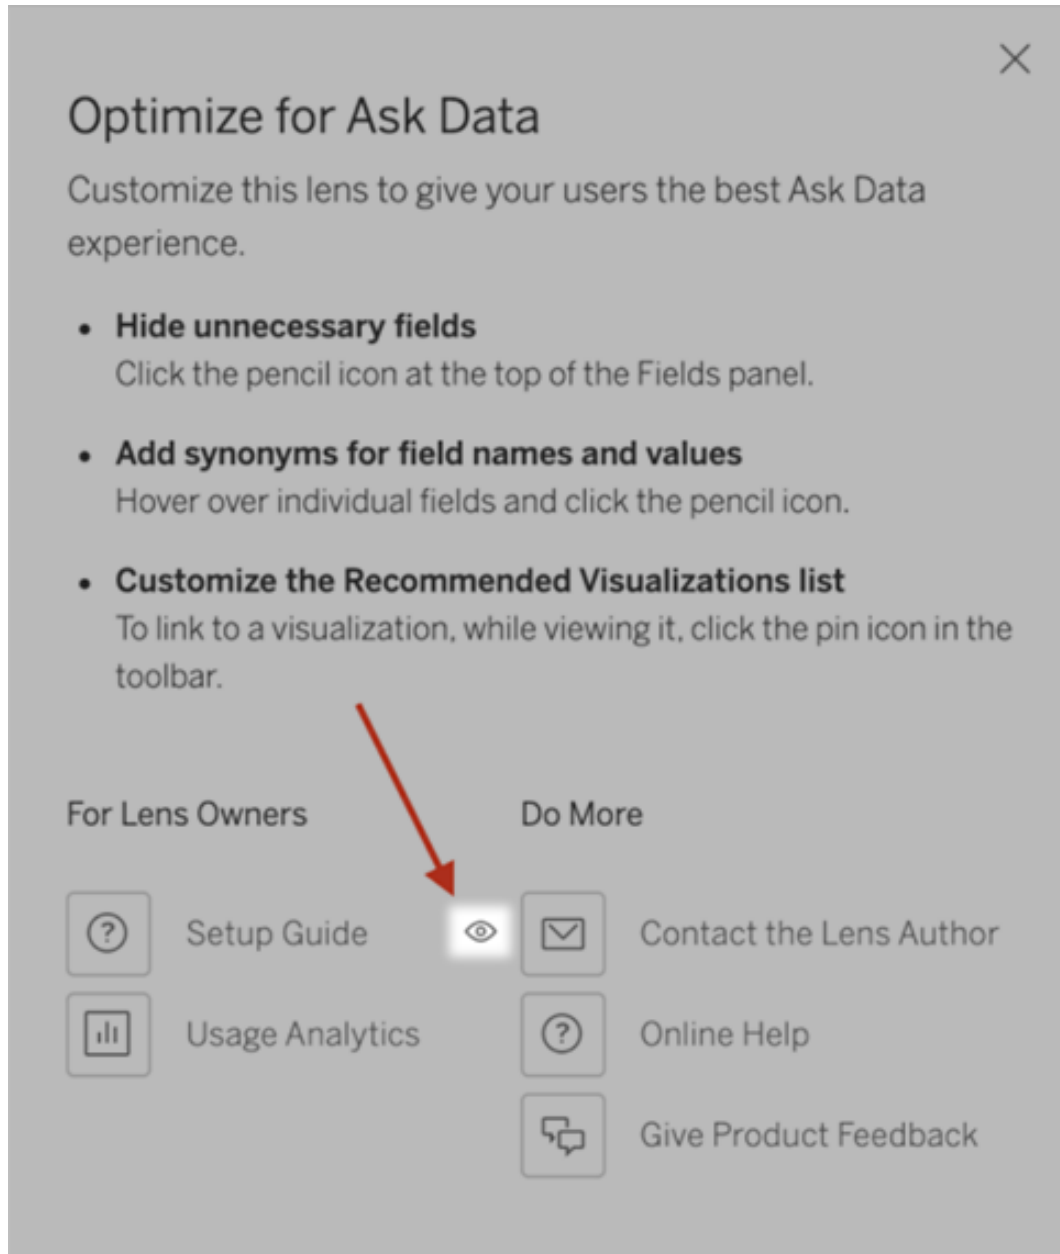 Optimize for Ask Data
Customize this lens to give your users the best Ask Data
experience.
• Hide unnecessary fields
Click the pencil icon at the top of the Fields panel.
• Add synonyms for field names and values
Hover over individual fields and click the pencil icon.
• Customize the Recommended Visualizations list
To link to a visualization, while viewing it, click the pin icon in the
toolbar.
For Lens Owners
Setup Guide
Usage Analytics
Do More
Contact the Lens Author
Online Help
Give Product Feedback